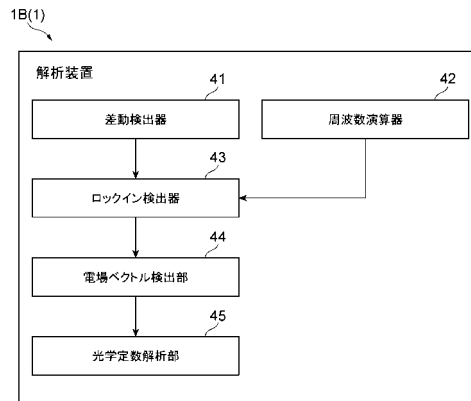 1B(1)
解析装置
41
42
差動検出器
周波数演算器
43
ロックイン検出器
44
電場ベクトル検出部
45
光学定数解析部